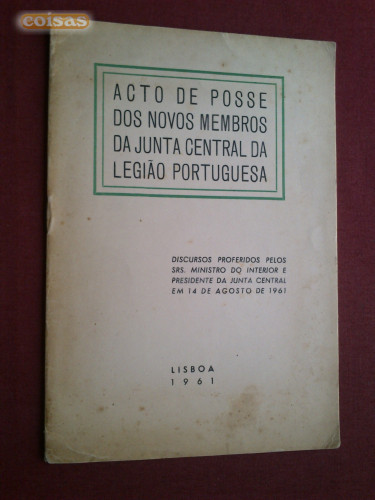 coisas
ACTO DE POSSE
DOS NOVOS MEMBROS
DA JUNTA CENTRAL DA
LEGIÃO PORTUGUESA
DISCURSOS PROFERIDOS PELOS
SRS. MINISTRO DO INTERIOR E
PRESIDENTE DA JUNTA CENTRAL
EM 14 DE AGOSTO DE 1961
LISBOA
1961